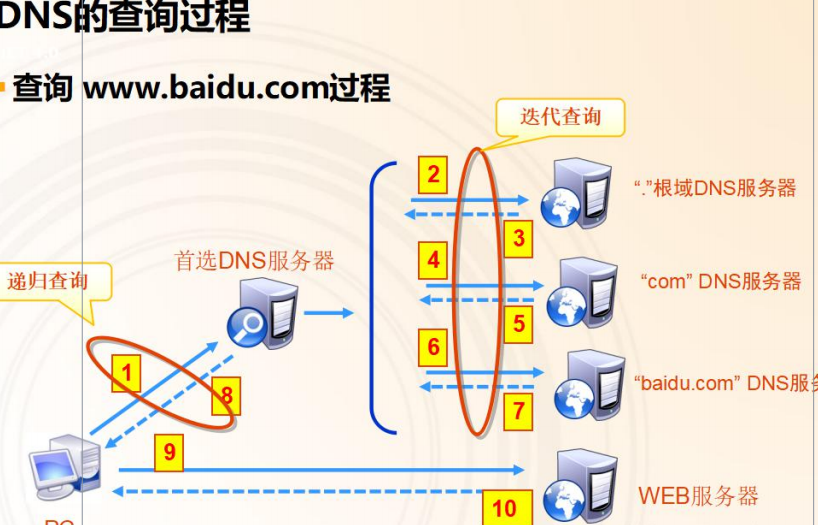 DNS的查询过程
查询 www.baidu.com过程
迭代查询
2
“.”根域DNS服务器
3
首选DNS服务器
4
递归查询
“com” DNS服务器
5
6
1
8
“baidu.com” DNS服务
7
9
WEB服务器
10
PC